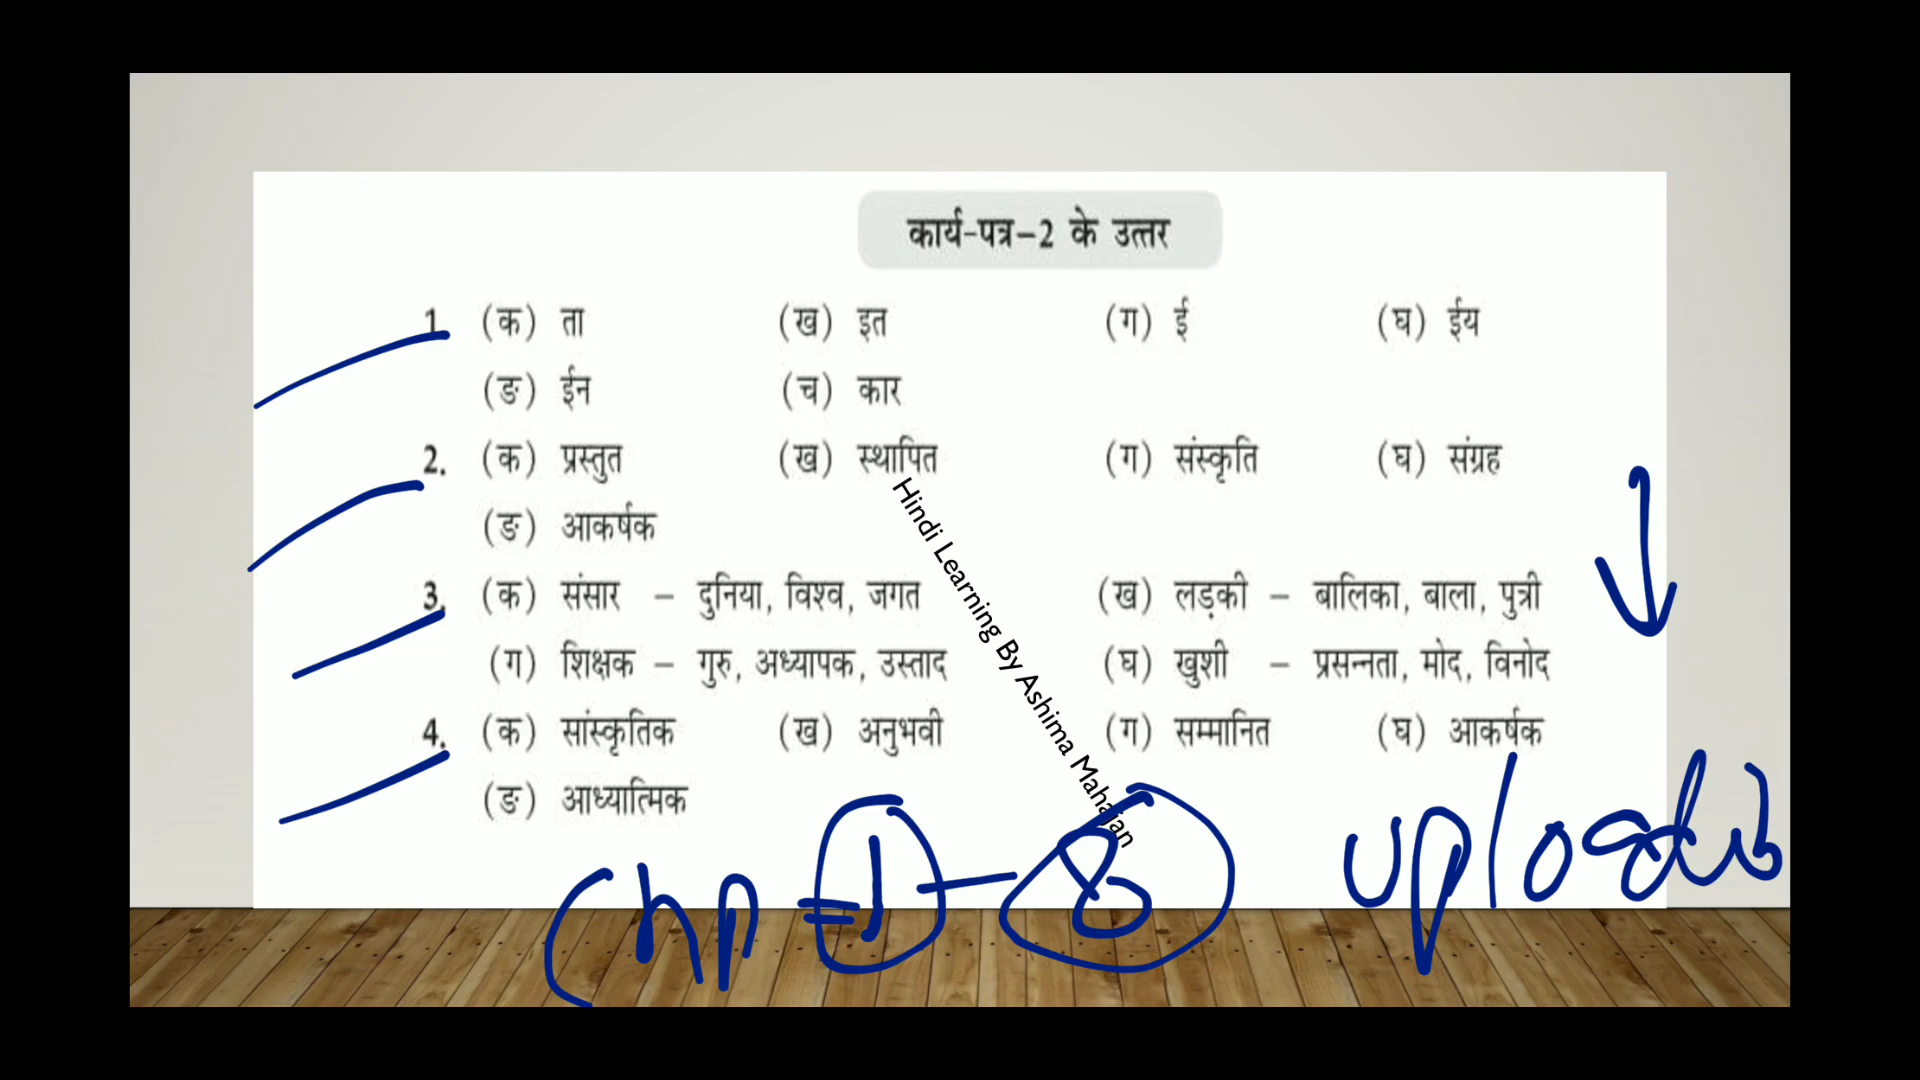 कार्य-पत्र–2 के उत्तर
1. (क) ता (ख) इत (ग) ई (घ) ईय
(ङ) ईन (च) कार
2. (क) प्रस्तुत (ख) स्थापित (ग) संस्कृति (घ) संग्रह
(ङ) आकर्षक
3. (क) संसार – दुनिया, विश्व, जगत (ख) लड़की – बालिका, बाला, पुत्री
(ग) शिक्षक – गुरु, अध्यापक, उस्ताद (घ) खुशी – प्रसन्नता, मोद, विनोद
4. (क) सांस्कृतिक (ख) अनुभवी (ग) सम्मानित (घ) आकर्षक
(ङ) आध्यात्मिक
Hindi Learning By Ashima Mahajan
Chp 1 – 8